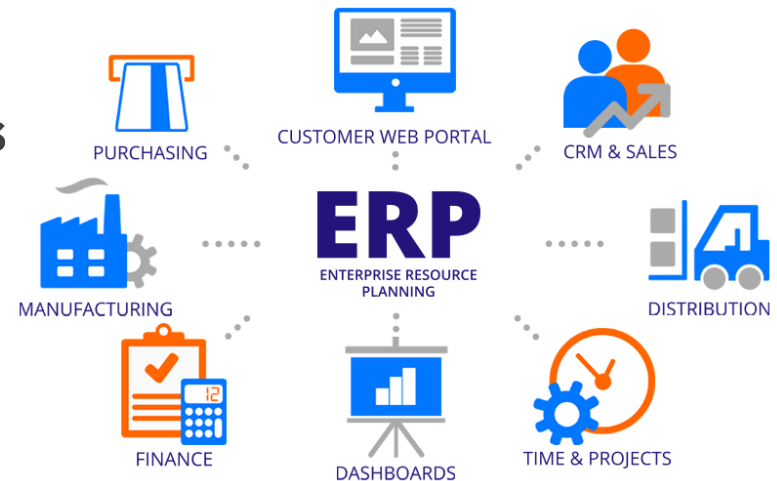 CUSTOMER WEB PORTAL
PURCHASING
CRM & SALES
ERP
ENTERPRISE RESOURCE
PLANNING
MANUFACTURING
DISTRIBUTION
12
FINANCE
DASHBOARDS
TIME & PROJECTS